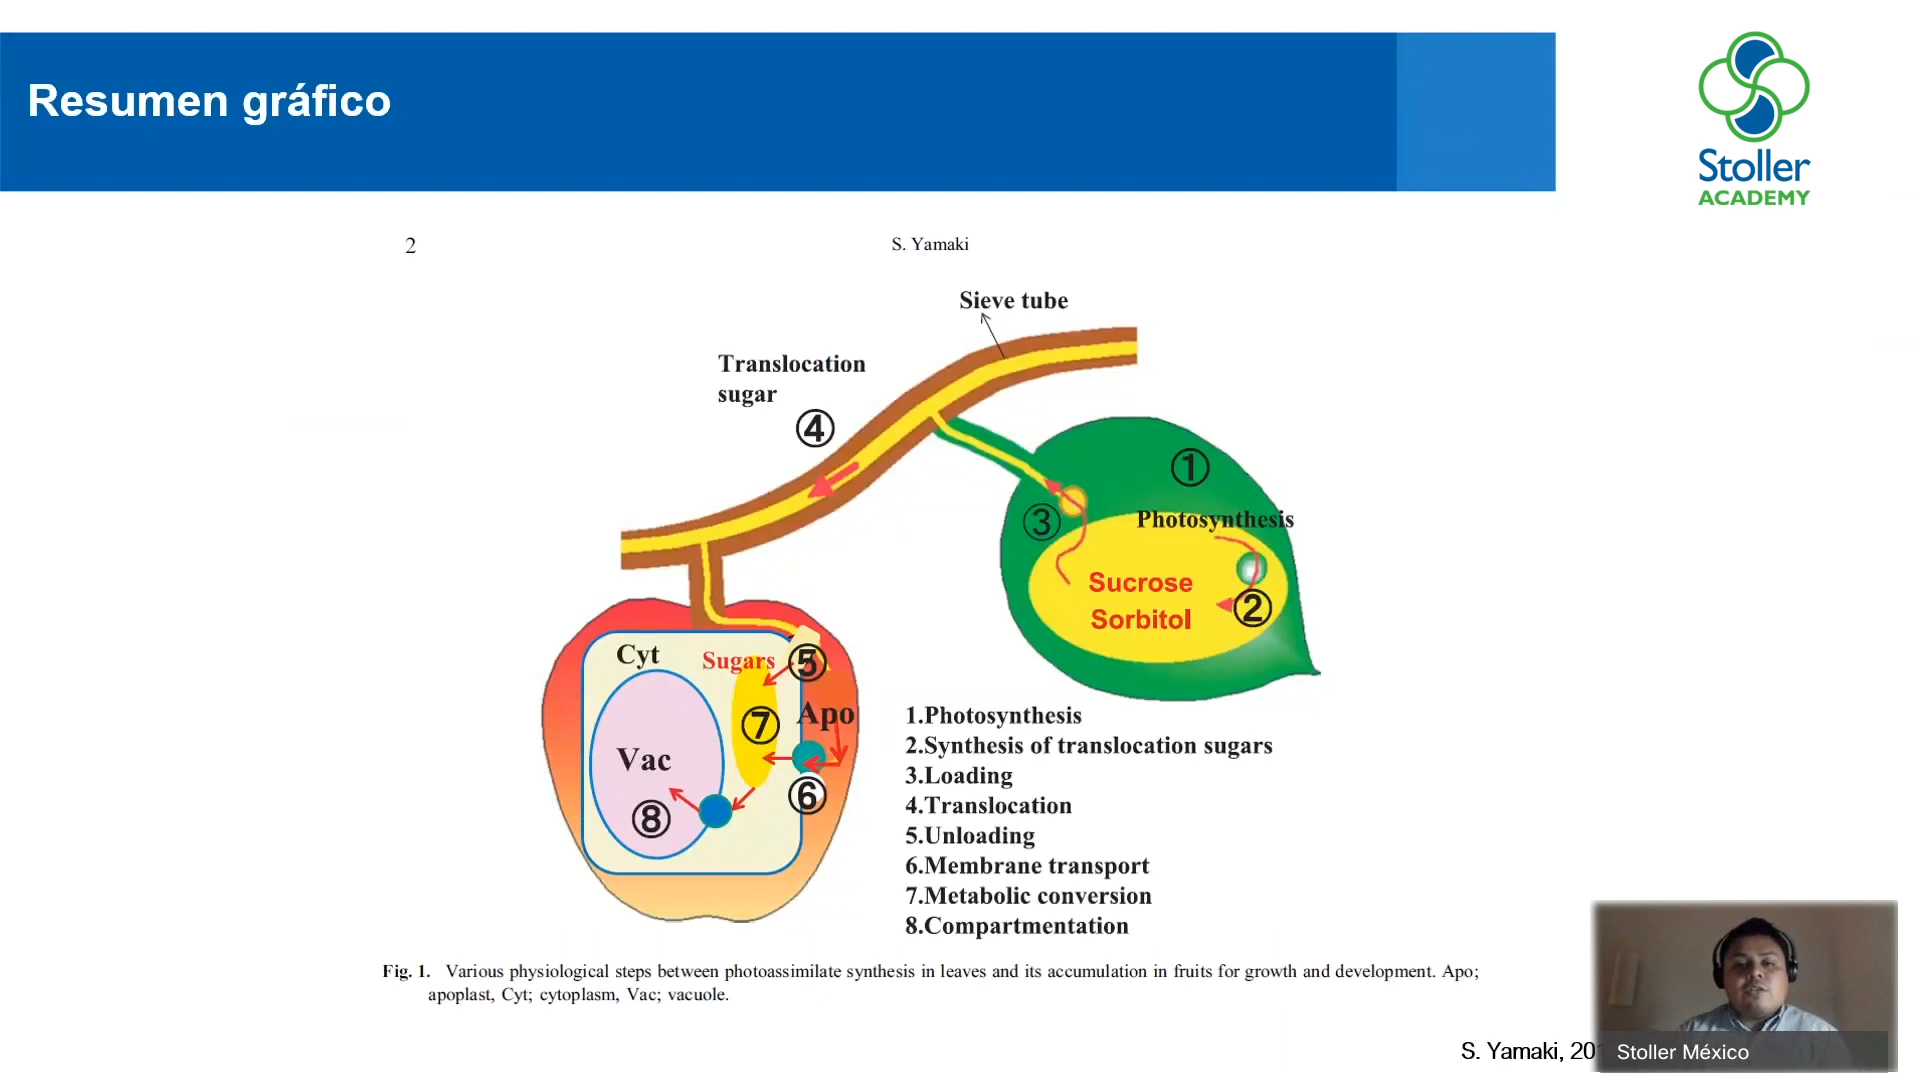 Resumen gráfico
Stoller
ACADEMY
2
S. Yamaki
Sieve tube
Translocation
sugar
④
①
③
Photosynthesis
Sucrose
Sorbitol
②
Cyt
Sugars
⑤
⑦
Apo
Vac
⑥
⑧
1.Photosynthesis
2.Synthesis of translocation sugars
3.Loading
4.Translocation
5.Unloading
6.Membrane transport
7.Metabolic conversion
8.Compartmentation
Fig. 1. Various physiological steps between photoassimilate synthesis in leaves and its accumulation in fruits for growth and development. Apo;
apoplast, Cyt; cytoplasm, Vac; vacuole.
S. Yamaki,
Stoller México